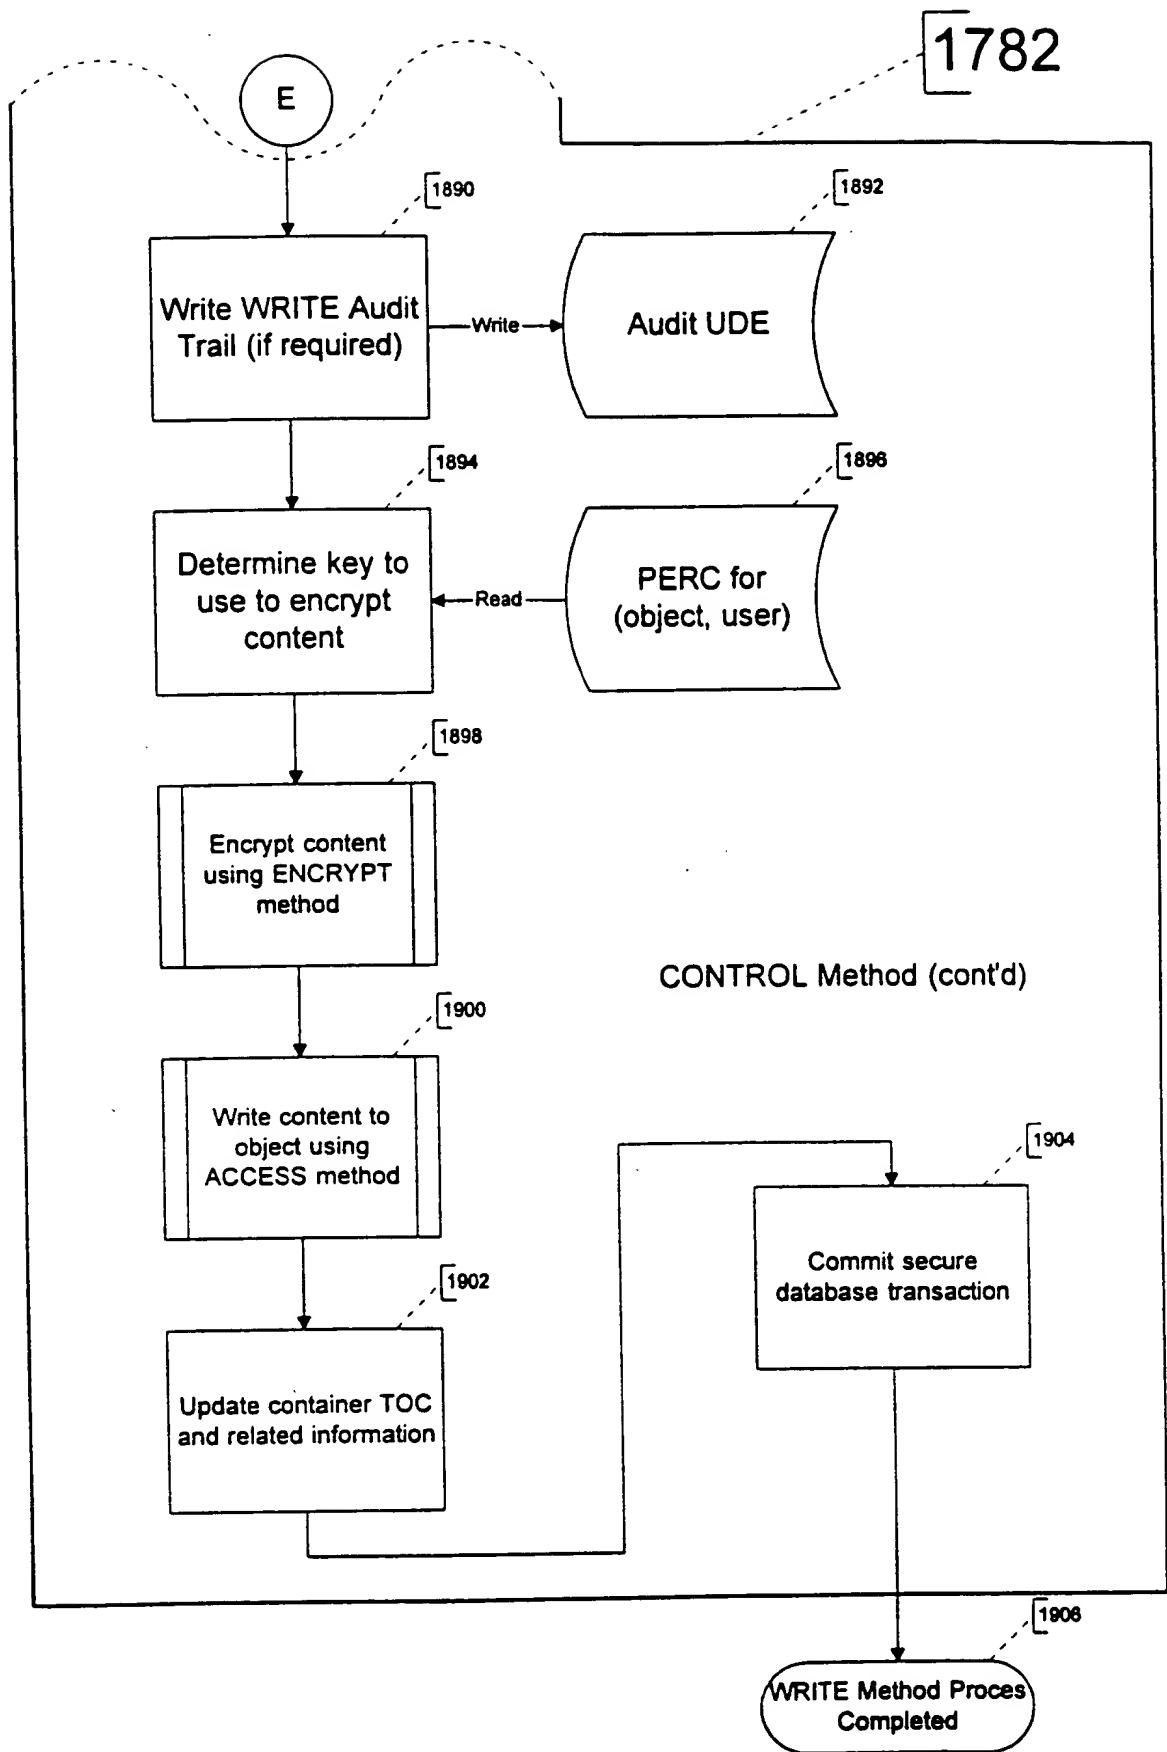 1782
E
1890
1892
Write WRITE Audit
Trail (if required)
Write
Audit UDE
1894
1896
Determine key to
use to encrypt
content
Read
PERC for
(object, user)
1898
Encrypt content
using ENCRYPT
method
CONTROL Method (cont'd)
1900
Write content to
object using
ACCESS method
1904
Commit secure
database transaction
1902
Update container TOC
and related information
1906
WRITE Method Proces
Completed